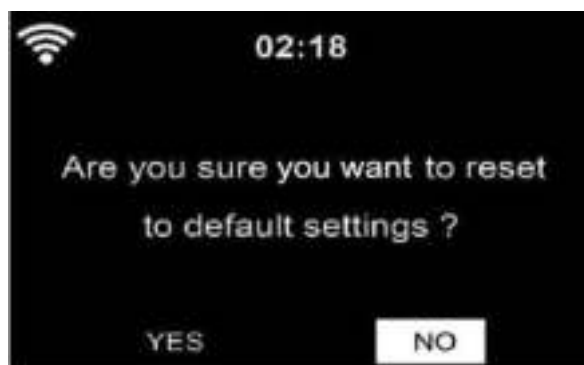 02:18
Are you sure you want to reset
to default settings ?
YES NO